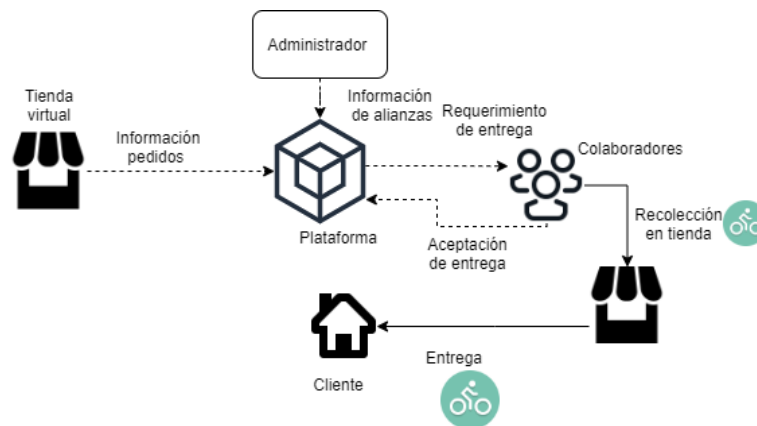 Administrador
Tienda
virtual
Información
de alianzas
Requerimiento
de entrega
Información
pedidos
Colaboradores
Plataforma
Aceptación
de entrega
Recolección
en tienda
Entrega
Cliente